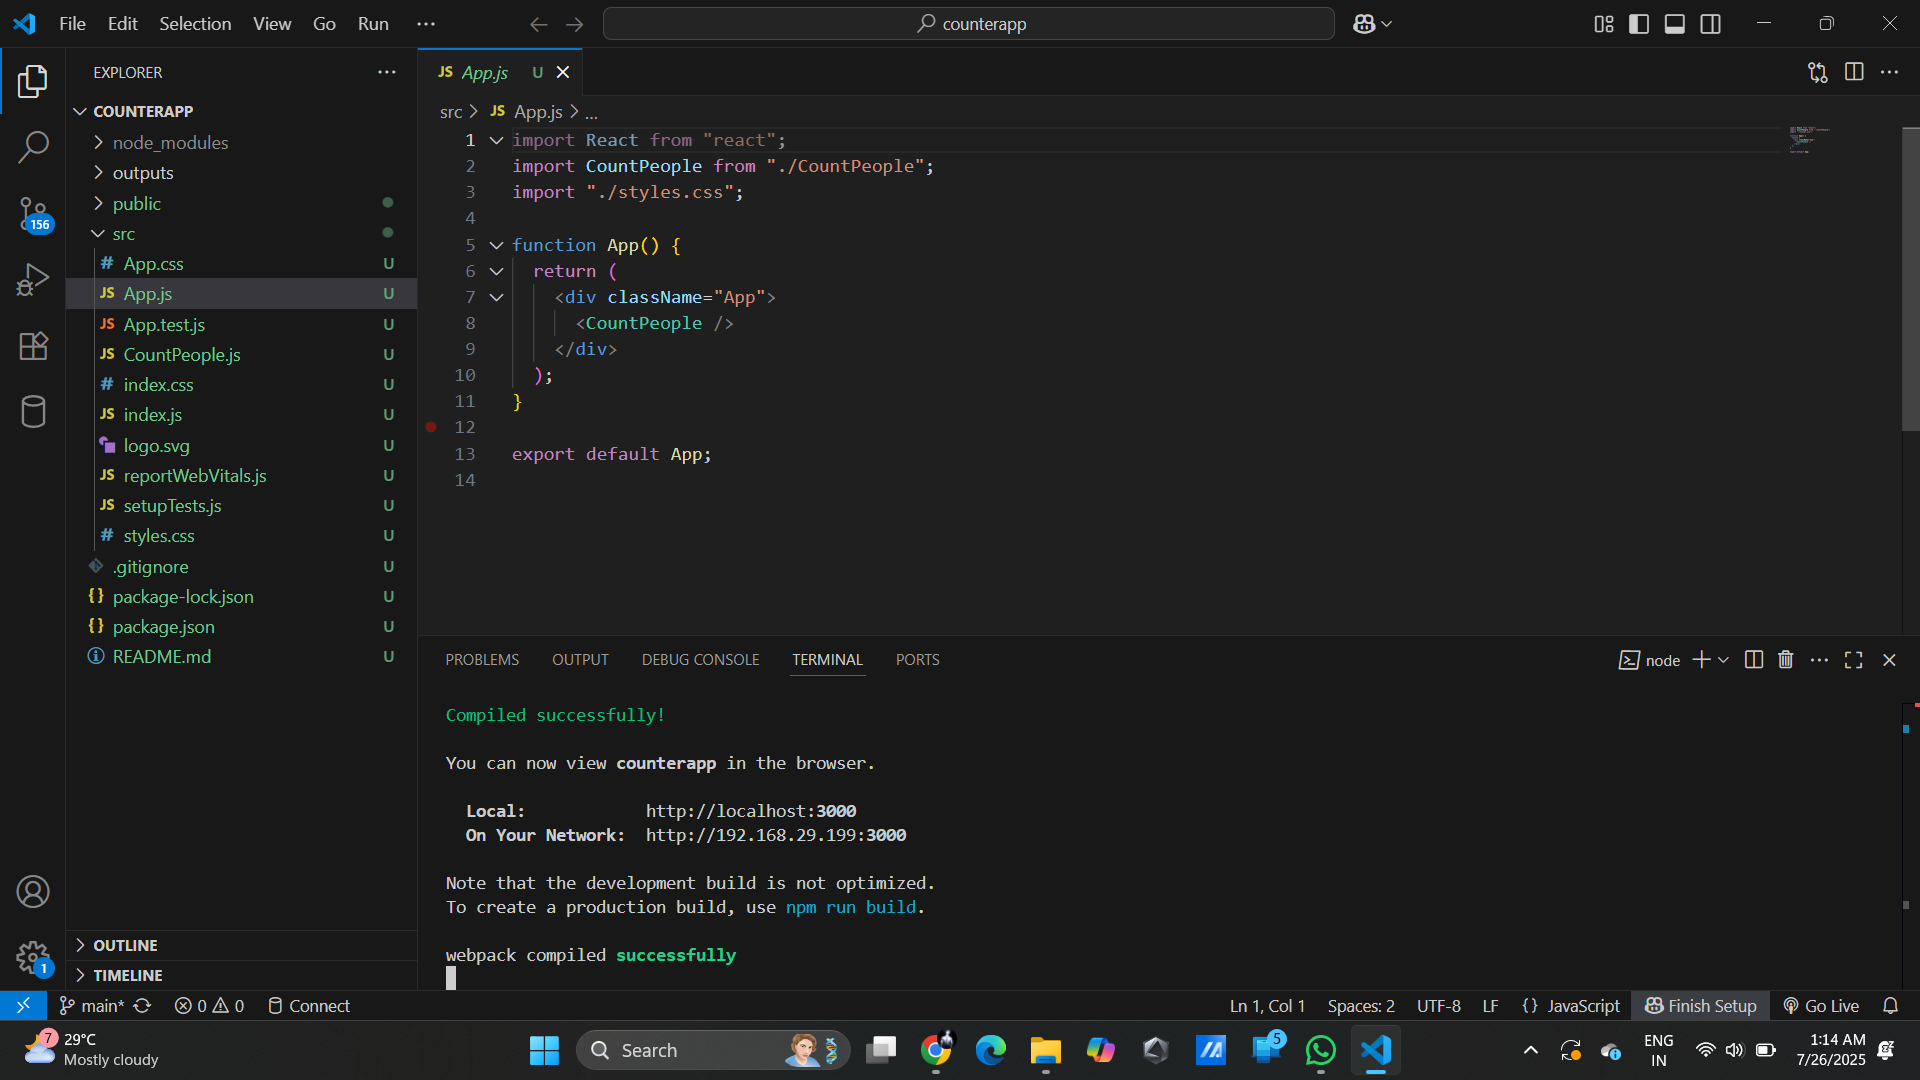 File Edit Selection View Go Run ···
counterapp
EXPLORER
COUNTERAPP
node_modules
outputs
public
src
# App.css U
JS App.js U
JS App.test.js U
JS CountPeople.js U
# index.css U
JS index.js U
logo.svg U
JS reportWebVitals.js U
JS setupTests.js U
# styles.css U
.gitignore U
{} package-lock.json U
{} package.json U
README.md U
OUTLINE
TIMELINE
156
1
JS App.js U
src > JS App.js > ...
1 import React from "react";
2 import CountPeople from "./CountPeople";
3 import "./styles.css";
4
5 function App() {
6 return (
7 <div className="App">
8 <CountPeople />
9 </div>
10 );
11 }
12
13 export default App;
14
PROBLEMS OUTPUT DEBUG CONSOLE TERMINAL PORTS
node
Compiled successfully!
You can now view counterapp in the browser.
Local: http://localhost:3000
On Your Network: http://192.168.29.199:3000
Note that the development build is not optimized.
To create a production build, use npm run build.
webpack compiled successfully
main* 0 0 Connect
Ln 1, Col 1 Spaces: 2 UTF-8 LF {} JavaScript Finish Setup Go Live
7 29°C
Mostly cloudy
Search
5
ENG
IN
1:14 AM
7/26/2025